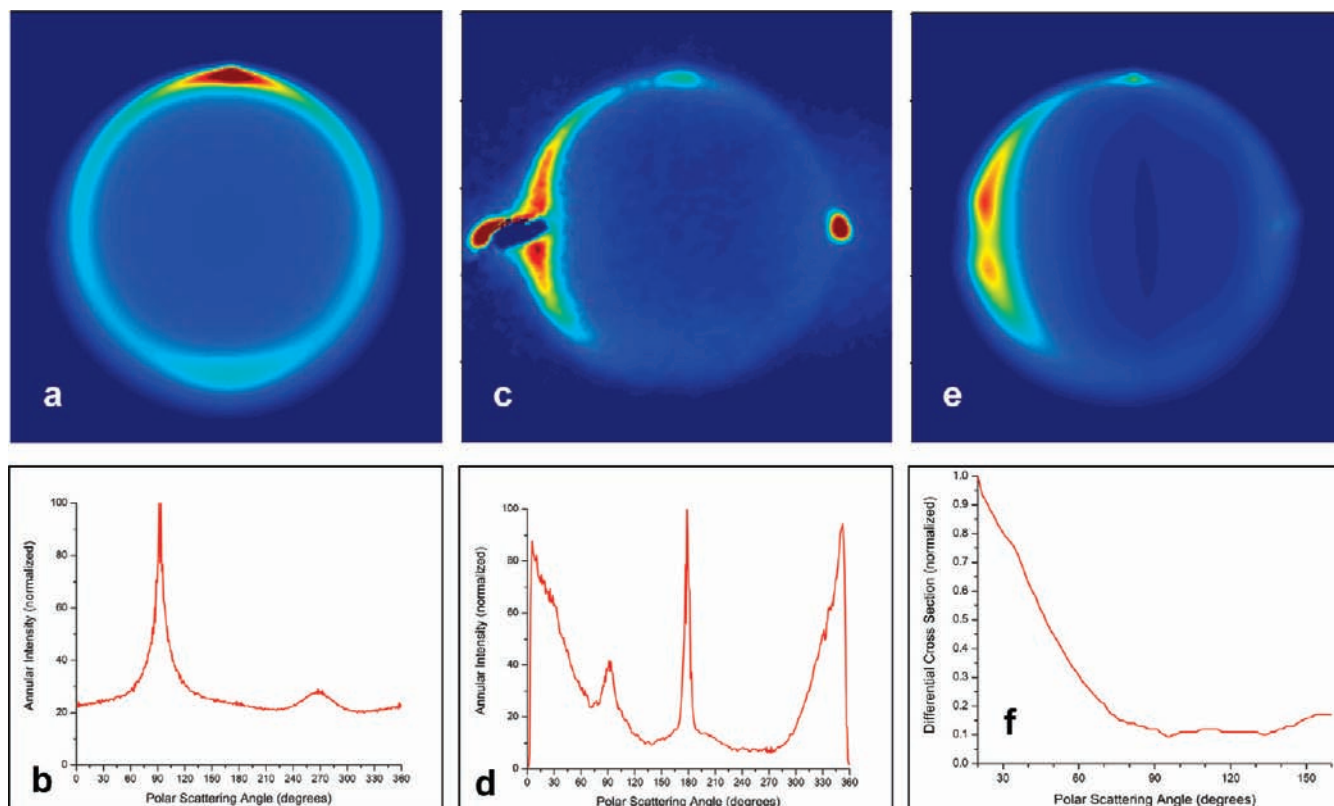 a
c
e
100
80
60
40
20
0
Annular Intensity (normalized)
0 30 60 90 120 150 180 210 240 270 300 330 360
Polar Scattering Angle (degrees)
b
100
80
60
40
20
0
Annular Intensity (normalized)
0 30 60 90 120 150 180 210 240 270 300 330 360
Polar Scattering Angle (degrees)
d
1.0
0.9
0.8
0.7
0.6
0.5
0.4
0.3
0.2
0.1
0.0
Differential Cross Section (normalized)
30 60 90 120 150
Polar Scattering Angle (degrees)
f